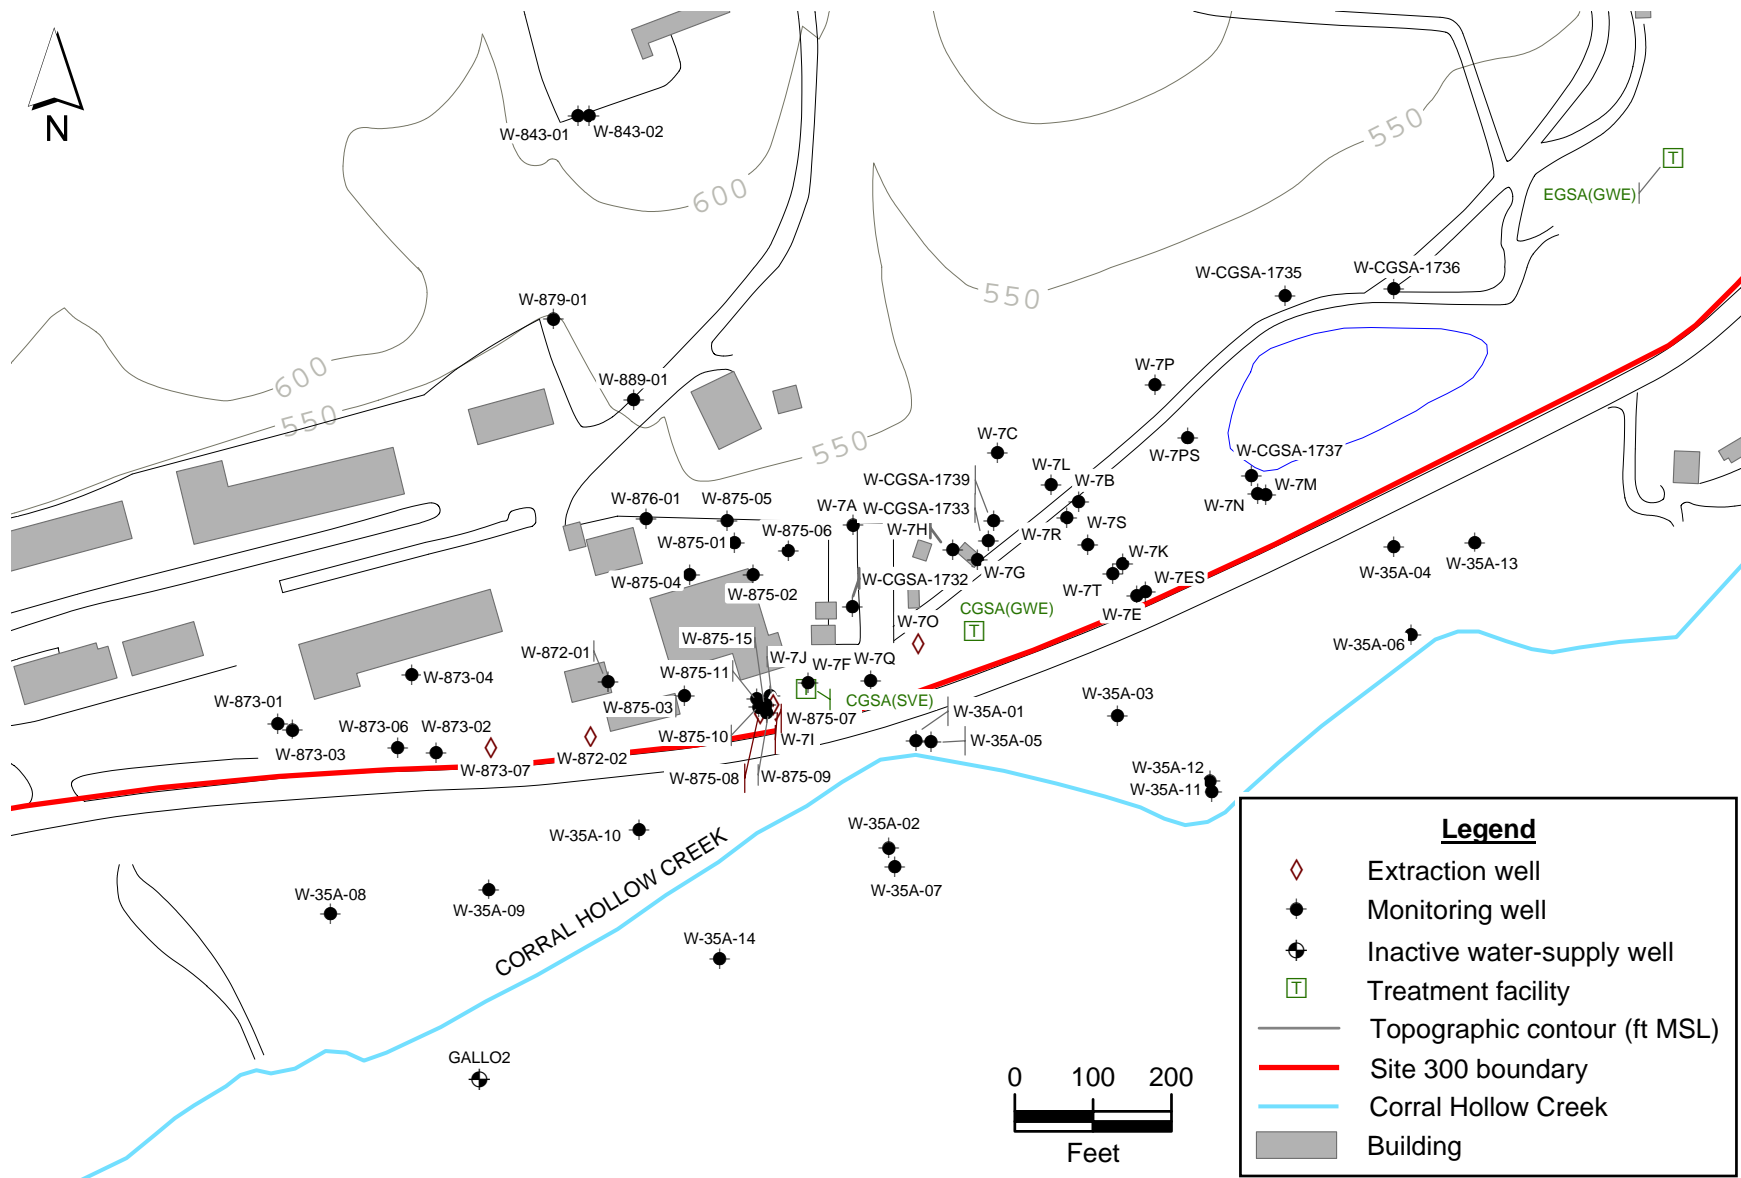 N
W-843-01
W-843-02
550
600
T
EGSA(GWE)
W-CGSA-1735
W-CGSA-1736
550
W-879-01
600
550
W-889-01
W-7P
550
W-7C
W-7PS
W-CGSA-1737
W-7L
W-7B
W-CGSA-1739
W-7M
W-7N
W-876-01
W-875-05
W-7A
W-CGSA-1733
W-7S
W-875-06
W-7H
W-7R
W-875-01
W-7K
W-35A-04
W-35A-13
W-7G
W-875-04
W-CGSA-1732
W-7ES
W-875-02
W-7T
CGSA(GWE)
W-7E
W-7O
T
W-875-15
W-35A-06
W-872-01
W-7J
W-7F
W-7Q
W-875-11
W-873-04
W-35A-03
T
CGSA(SVE)
W-873-01
W-875-03
W-35A-01
W-875-07
W-873-06
W-873-02
W-875-10
W-7I
W-35A-05
W-873-03
W-873-07
W-872-02
W-875-08
W-875-09
W-35A-12
W-35A-11
W-35A-10
W-35A-02
CORRAL HOLLOW CREEK
W-35A-07
W-35A-08
W-35A-09
W-35A-14
GALLO2
0 100 200
Feet
Legend
Extraction well
Monitoring well
Inactive water-supply well
T Treatment facility
Topographic contour (ft MSL)
Site 300 boundary
Corral Hollow Creek
Building